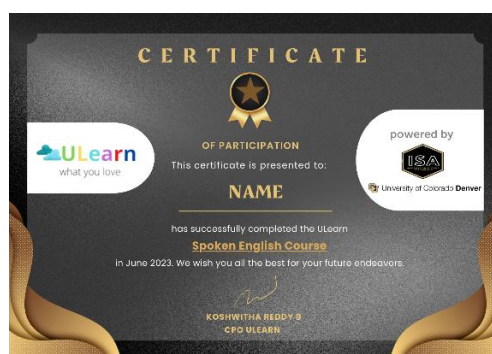 CERTIFICATE
OF PARTICIPATION
This certificate is presented to:
NAME
ULearn
what you love
powered by
ISA
University of Colorado Denver
has successfully completed the ULearn
Spoken English Course
in June 2023. We wish you all the best for your future endeavors.
KOSHWITHA REDDY B
CPO ULEARN